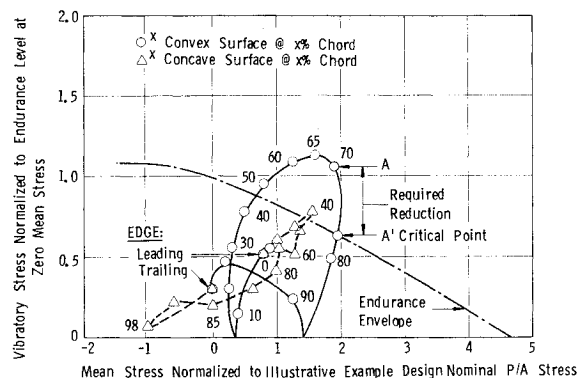 2.0
1.5
1.0
0.5
0
-1
0
1
2
3
4
5
Vibratory Stress Normalized to Endurance Level at
Zero Mean Stress
Mean Stress Normalized to Illustrative Example Design Nominal P/A Stress
x Convex Surface @ x% Chord
x Concave Surface @ x% Chord
65
60
70
50
A
40
40
Required
Reduction
EDGE:
30
A' Critical Point
Leading
60
Trailing
0
80
80
90
Endurance
Envelope
10
85
98